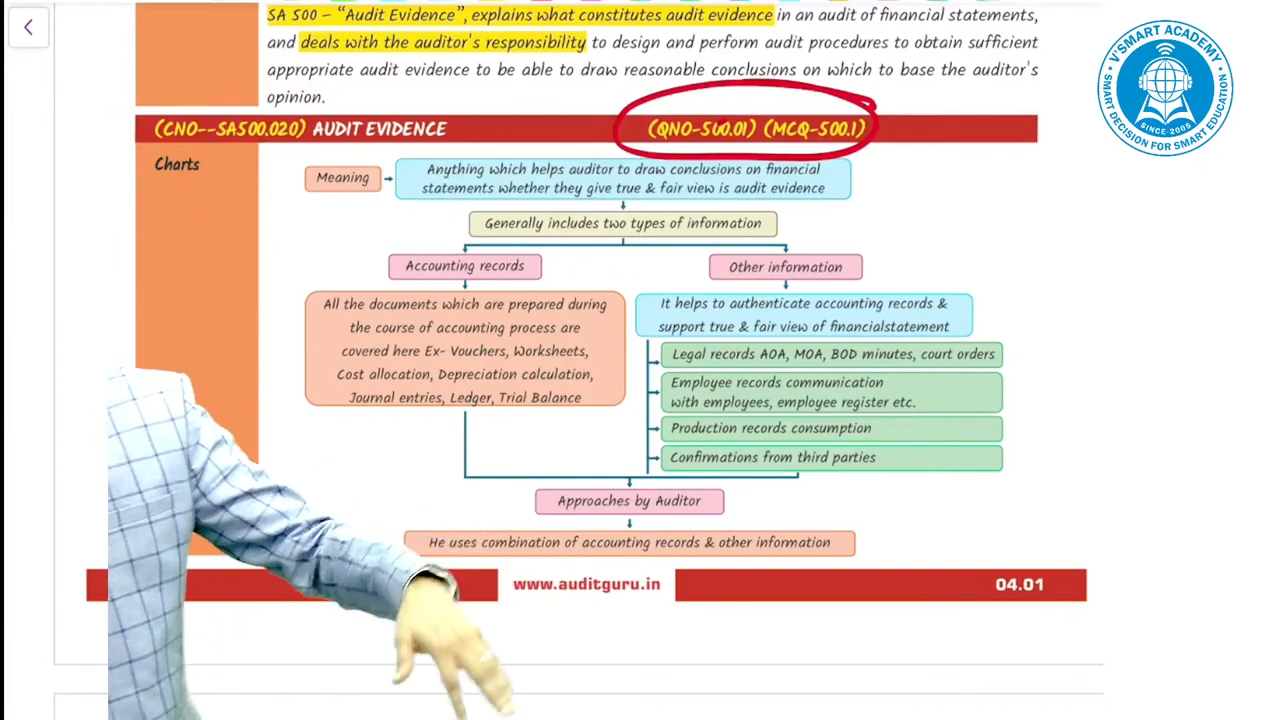 SA 500 – “Audit Evidence”, explains what constitutes audit evidence in an audit of financial statements,
and deals with the auditor's responsibility to design and perform audit procedures to obtain sufficient
appropriate audit evidence to be able to draw reasonable conclusions on which to base the auditor's
opinion.
(CNO--SA500.020) AUDIT EVIDENCE (QNO-500.01) (MCQ-500.1)
Charts
Meaning
Anything which helps auditor to draw conclusions on financial
statements whether they give true & fair view is audit evidence
Generally includes two types of information
Accounting records
Other information
All the documents which are prepared during
the course of accounting process are
covered here Ex- Vouchers, Worksheets,
Cost allocation, Depreciation calculation,
Journal entries, Ledger, Trial Balance
It helps to authenticate accounting records &
support true & fair view of financialstatement
Legal records AOA, MOA, BOD minutes, court orders
Employee records communication
with employees, employee register etc.
Production records consumption
Confirmations from third parties
Approaches by Auditor
He uses combination of accounting records & other information
www.auditguru.in
04.01
V'SMART ACADEMY
SMART DECISION FOR SMART EDUCATION
SINCE-2005